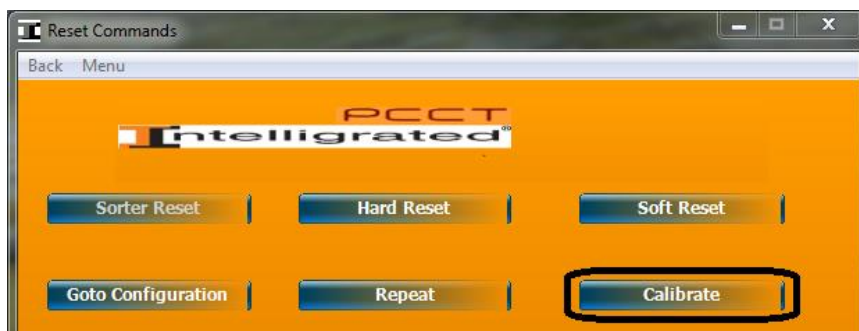 Reset Commands
Back Menu
PCCT
Intelligrated®
Sorter Reset Hard Reset Soft Reset
Goto Configuration Repeat Calibrate